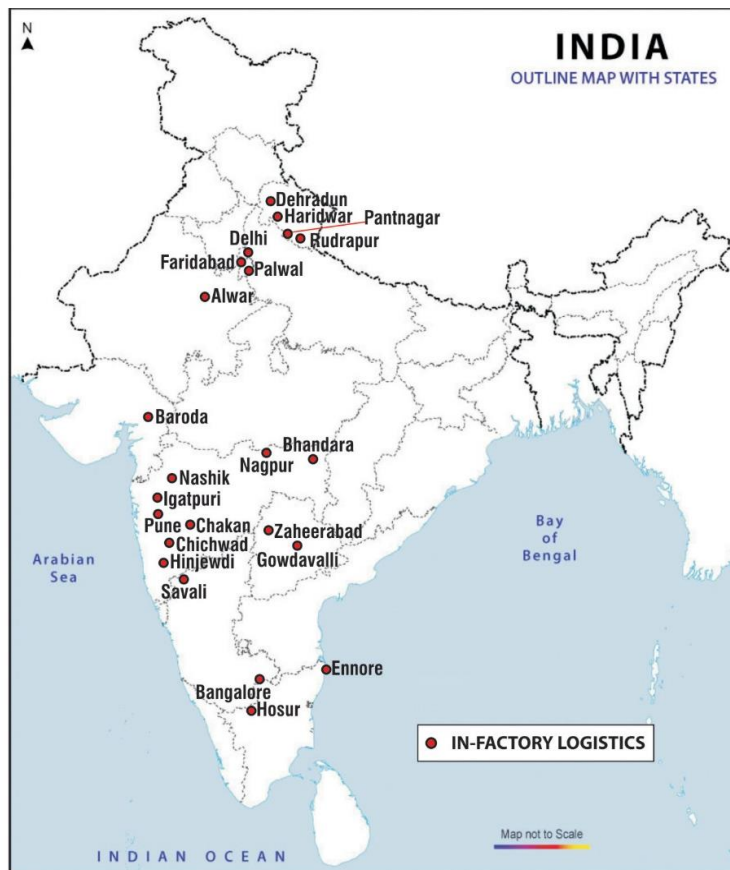 N
INDIA
OUTLINE MAP WITH STATES
Dehradun
Haridwar
Pantnagar
Delhi
Rudrapur
Faridabad
Palwal
Alwar
Baroda
Bhandara
Nagpur
Nashik
Igatpuri
Pune
Chakan
Zaheerabad
Chichwad
Gowdavalli
Hinjewdi
Savali
Arabian
Sea
Bay
of
Bengal
Ennore
Bangalore
Hosur
IN-FACTORY LOGISTICS
Map not to Scale
INDIAN OCEAN